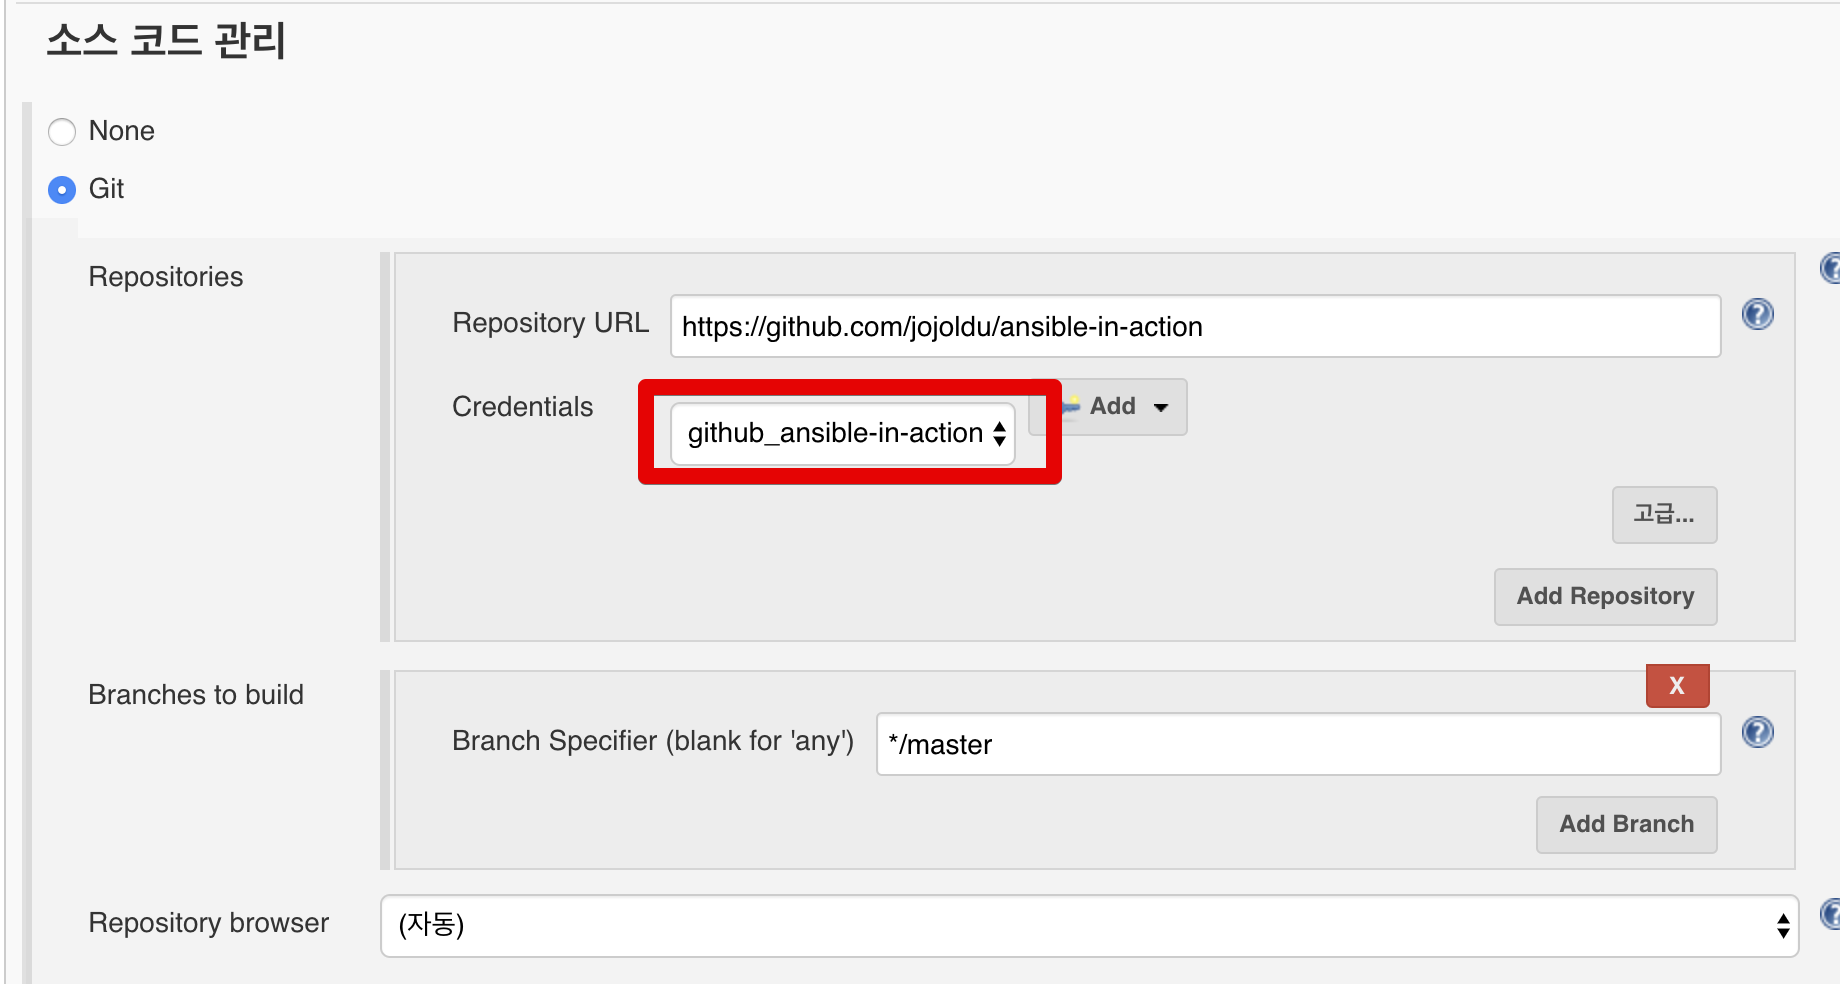 소스 코드 관리
None
Git
Repositories
Repository URL https://github.com/jojoldu/ansible-in-action
Credentials github_ansible-in-action Add
고급...
Add Repository
Branches to build
X
Branch Specifier (blank for 'any') */master
Add Branch
Repository browser (자동)